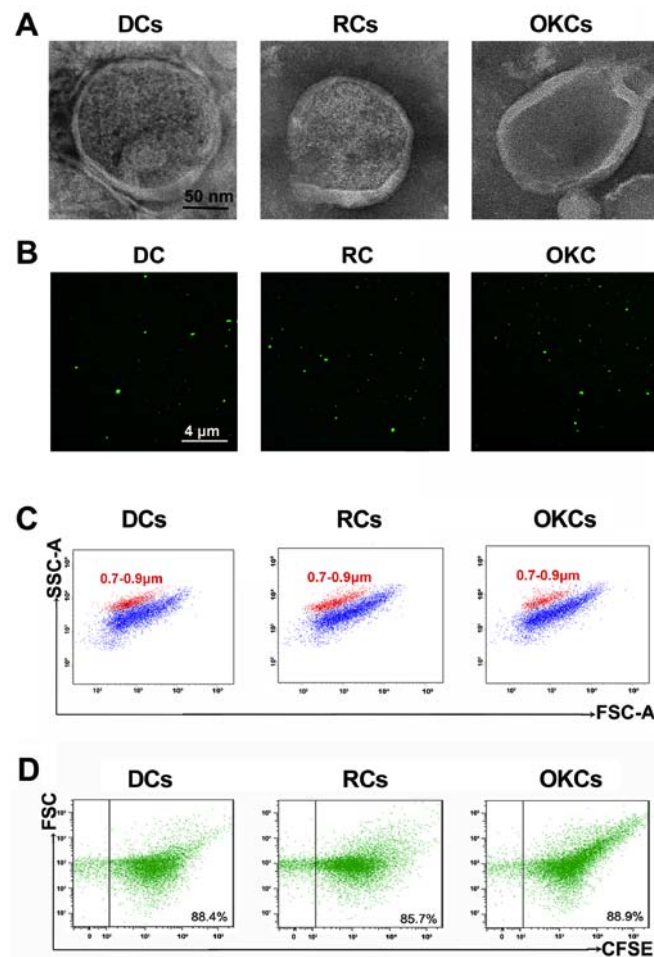 A
DCs RCs OKCs
50 nm
B
DC RC OKC
4 µm
C
DCs RCs OKCs
SSC-A
0.7-0.9µm 0.7-0.9µm 0.7-0.9µm
FSC-A
D
DCs RCs OKCs
FSC
88.4% 85.7% 88.9%
CFSE